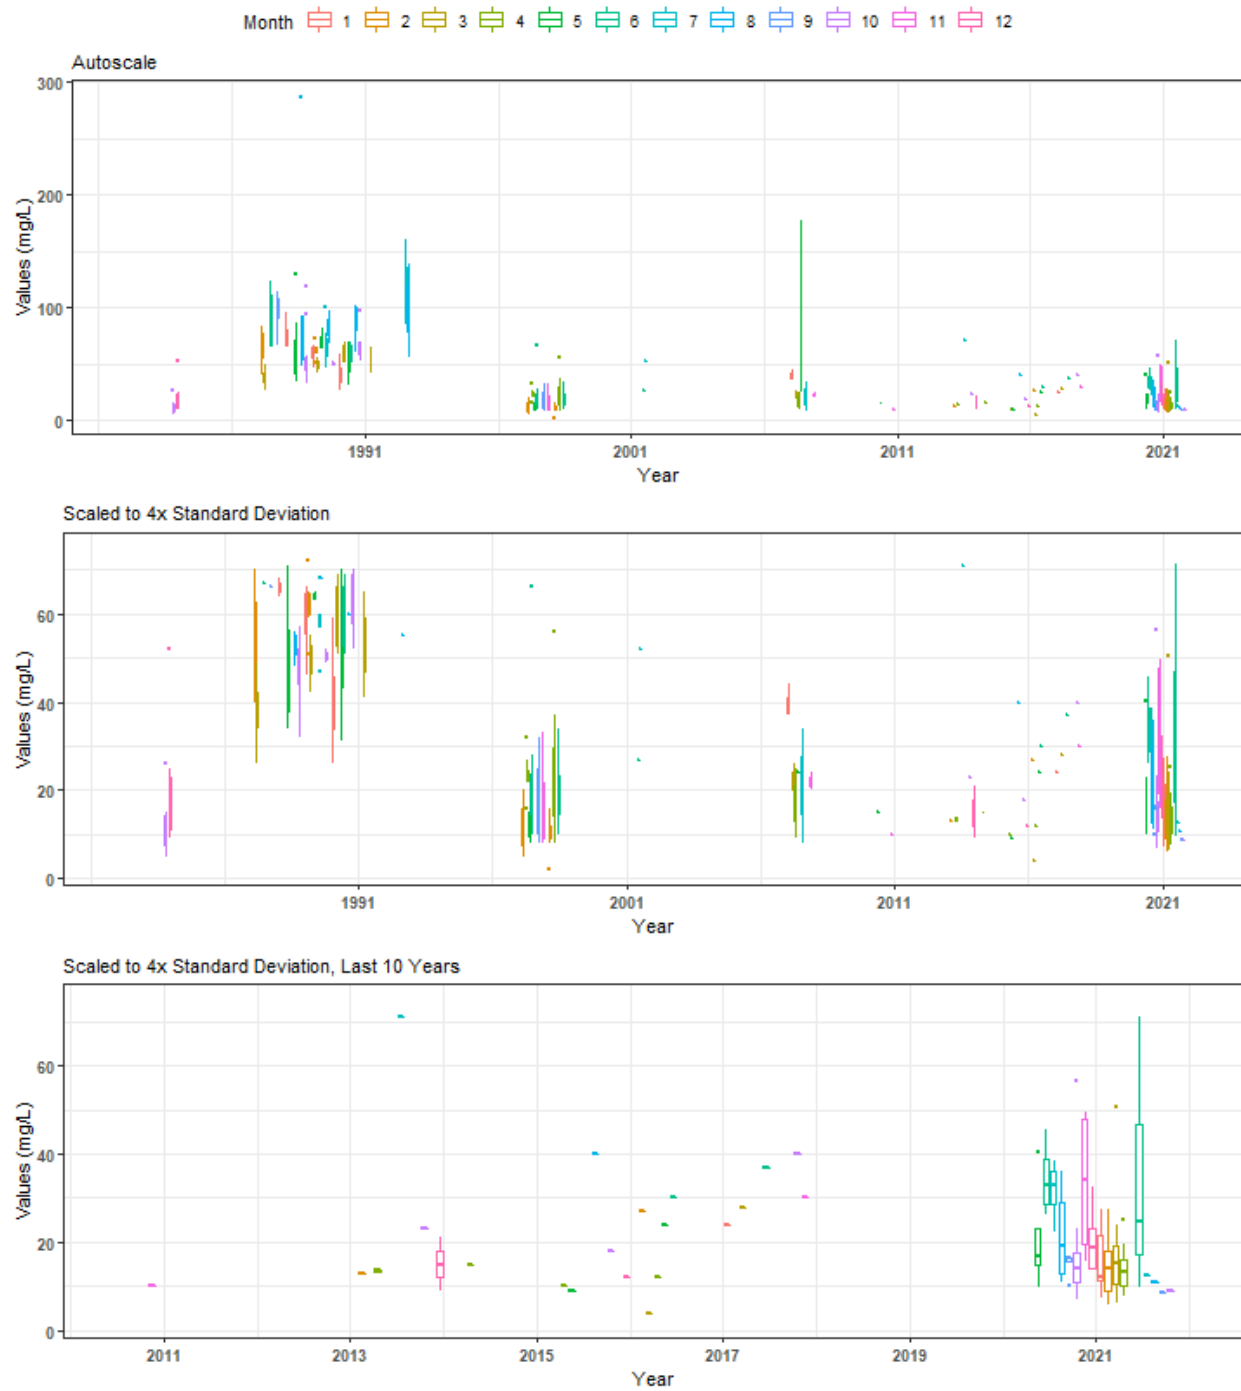 Month 1 2 3 4 5 6 7 8 9 10 11 12
Autoscale
300
200
100
0
Values (mg/L)
1991 2001 2011 2021
Year
Scaled to 4x Standard Deviation
60
40
20
0
Values (mg/L)
1991 2001 2011 2021
Year
Scaled to 4x Standard Deviation, Last 10 Years
60
40
20
0
Values (mg/L)
2011 2013 2015 2017 2019 2021
Year